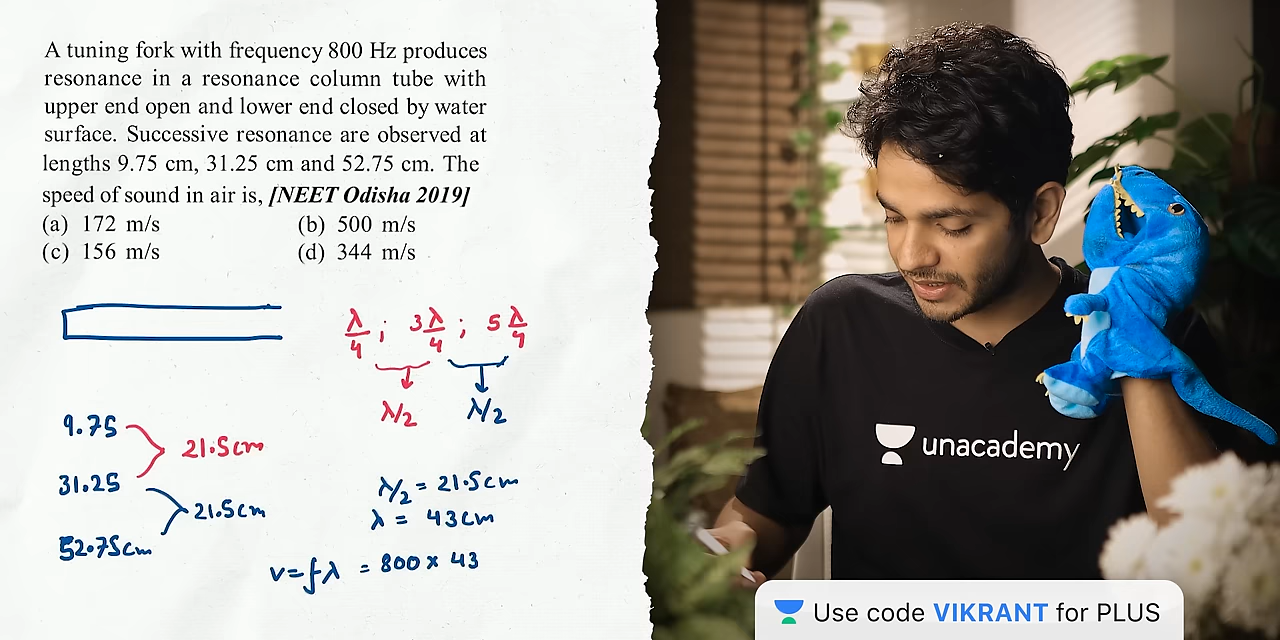 A tuning fork with frequency 800 Hz produces
resonance in a resonance column tube with
upper end open and lower end closed by water
surface. Successive resonance are observed at
lengths 9.75 cm, 31.25 cm and 52.75 cm. The
speed of sound in air is, [NEET Odisha 2019]
(a) 172 m/s (b) 500 m/s
(c) 156 m/s (d) 344 m/s
λ/4 ; 3λ/4 ; 5λ/4
λ/2 λ/2
9.75
21.5cm
31.25
21.5cm
52.75cm
λ/2 = 21.5cm
λ = 43cm
v=fλ = 800 × 43
unacademy
Use code VIKRANT for PLUS